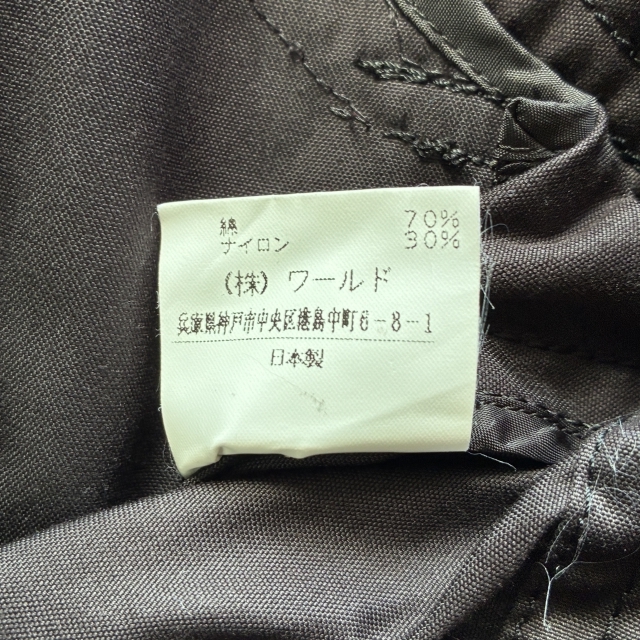 綿 70%
ナイロン 30%
(株) ワールド
兵庫県神戸市中央区港島中町6-8-1
日本製